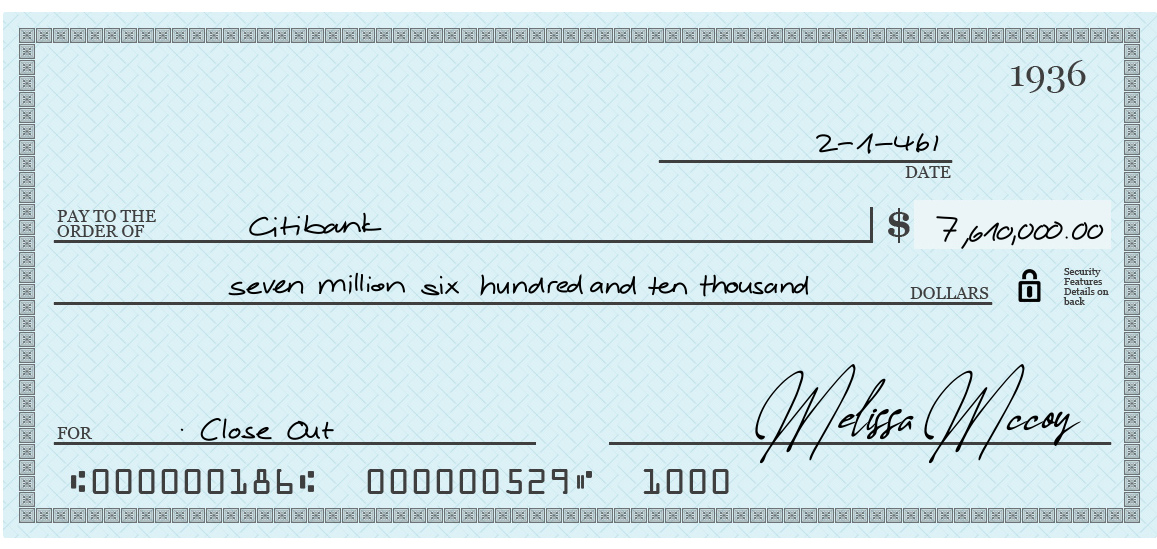 1936
2-1-461
DATE
PAY TO THE
ORDER OF Citibank $ 7,610,000.00
seven million six hundred and ten thousand DOLLARS
Security
Features
Details on
back
FOR Close Out Melissa Mccoy
⑆000000186⑆ 000000529⑈ 1000